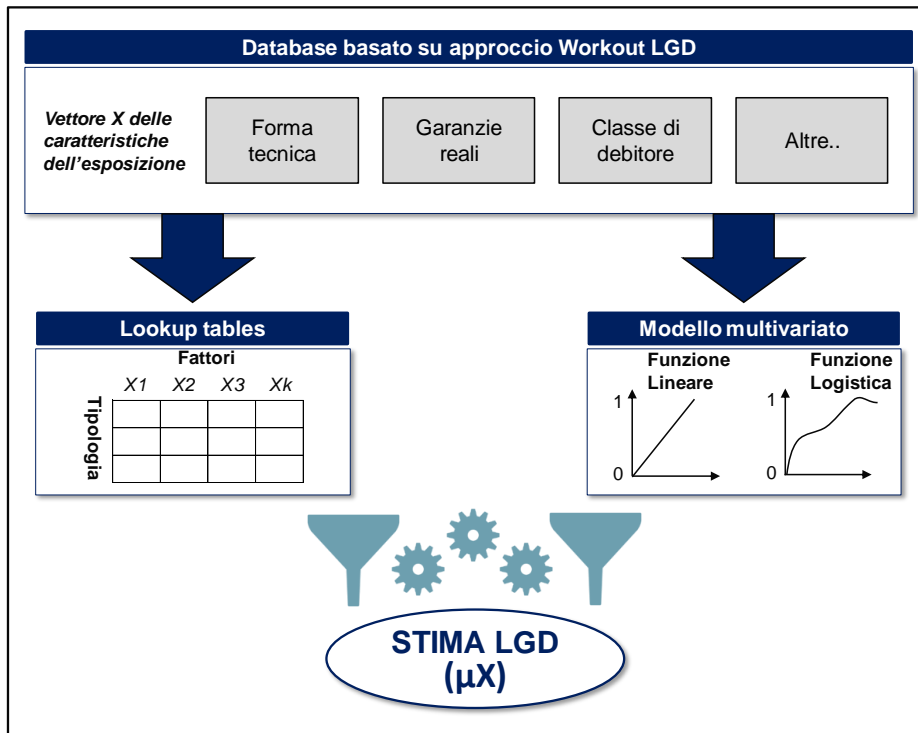 Database basato su approccio Workout LGD
Vettore X delle
caratteristiche
dell'esposizione
Forma
tecnica
Garanzie
reali
Classe di
debitore
Altre..
Lookup tables
Fattori
X1 X2 X3 Xk
Tipologia
Modello multivariato
Funzione
Lineare
1
0
Funzione
Logistica
1
0
STIMA LGD
(µX)